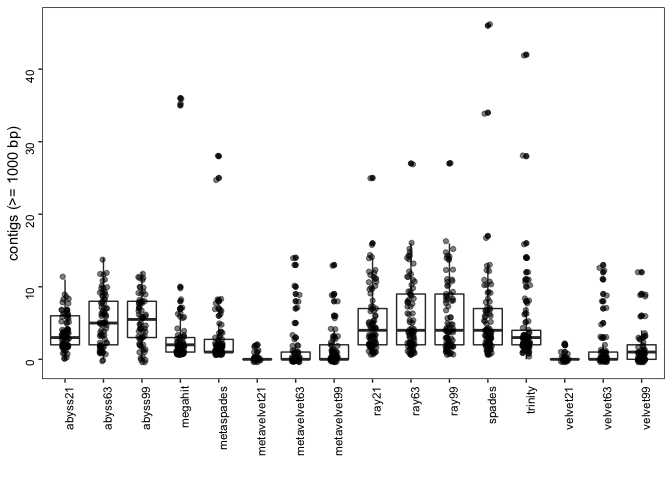 contigs (>= 1000 bp)
40
30
20
10
0
abyss21
abyss63
abyss99
megahit
metaspades
metavelvet21
metavelvet63
metavelvet99
ray21
ray63
ray99
spades
trinity
velvet21
velvet63
velvet99